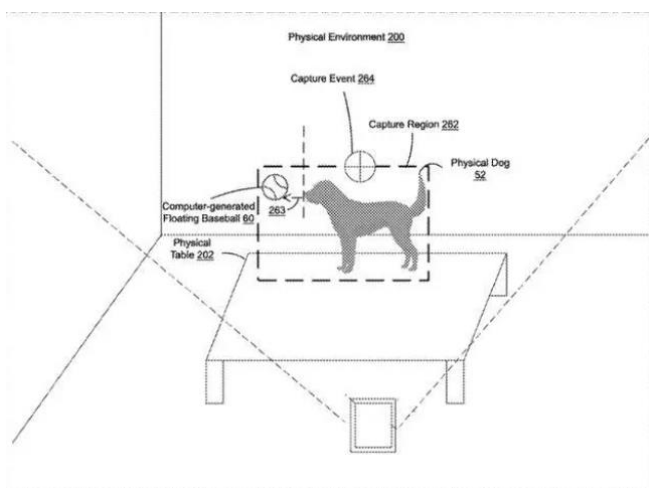 Physical Environment 200
Capture Event 264
Capture Region 262
Physical Dog
52
Computer-generated
Floating Baseball 60
263
Physical
Table 202